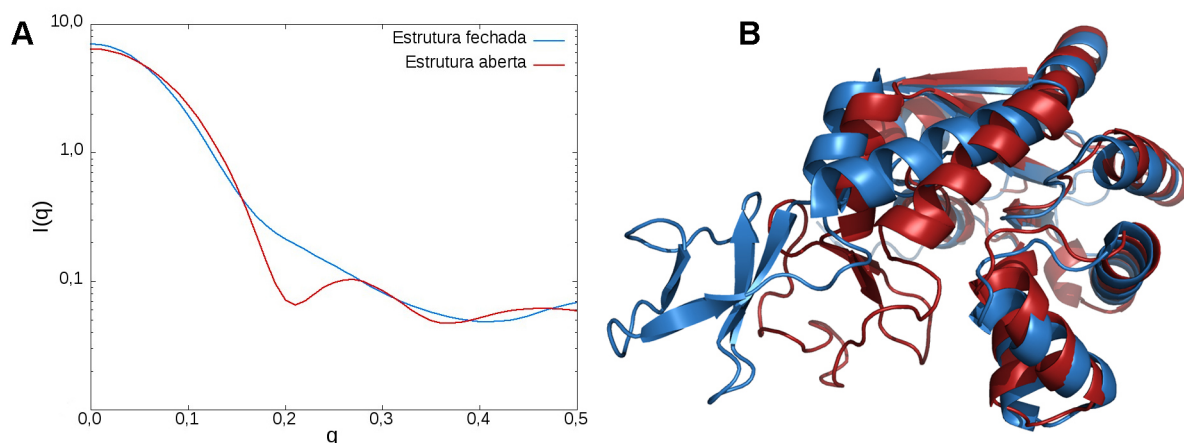 A
B
10,0
Estrutura fechada
Estrutura aberta
1,0
I(q)
0,1
0,0 0,1 0,2 0,3 0,4 0,5
q